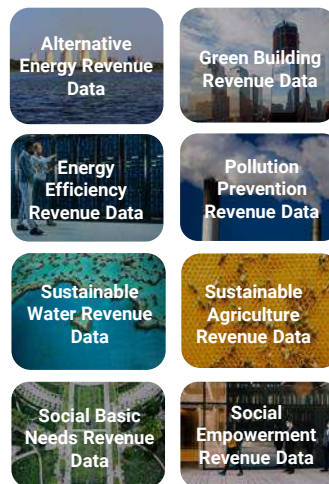 Alternative
Energy Revenue
Data
Green Building
Revenue Data
Energy
Efficiency
Revenue Data
Pollution
Prevention
Revenue Data
Sustainable
Water Revenue
Data
Sustainable
Agriculture
Revenue Data
Social Basic
Needs Revenue
Data
Social
Empowerment
Revenue Data